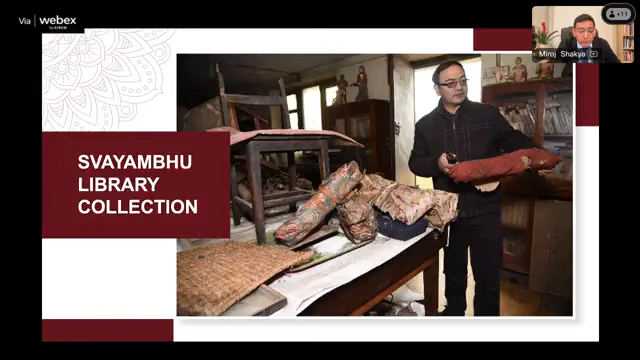 Via webex
by CISCO
+11
Miroj Shakya
SVAYAMBHU
LIBRARY
COLLECTION